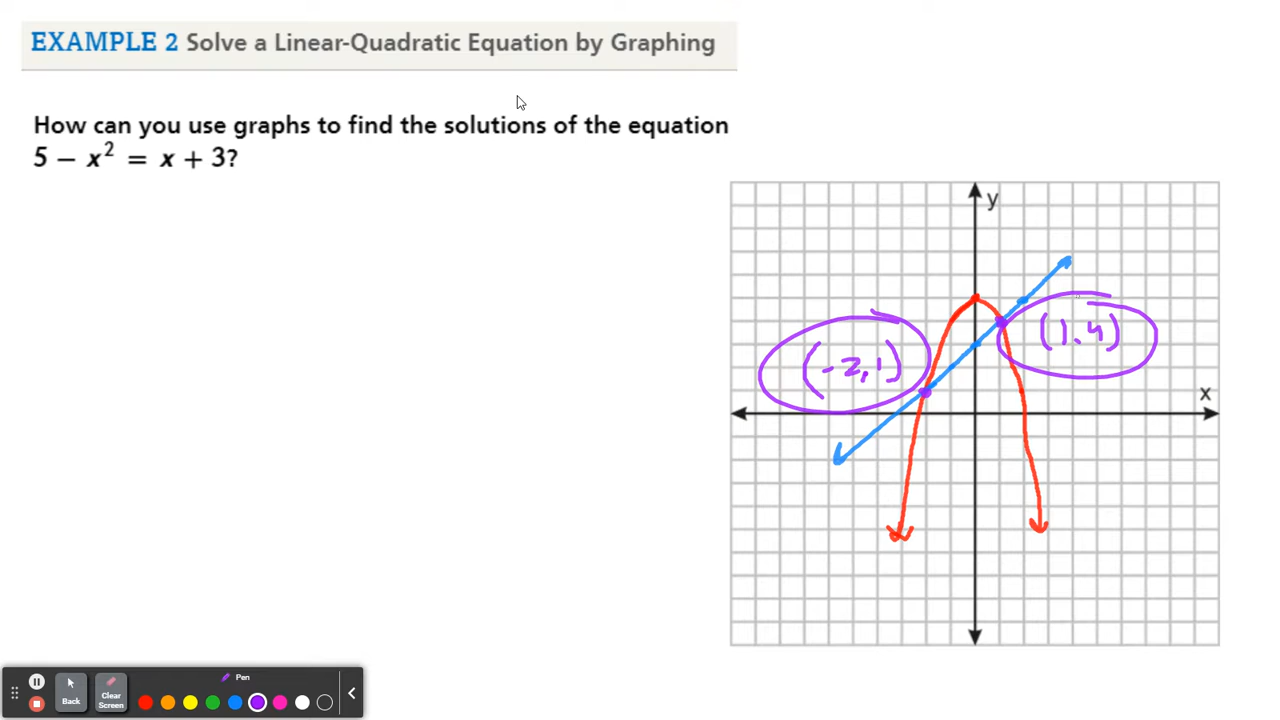 EXAMPLE 2 Solve a Linear-Quadratic Equation by Graphing
How can you use graphs to find the solutions of the equation
5 − x² = x + 3?
y
(1,4)
(-2,1)
x
Pen
Back
Clear
Screen